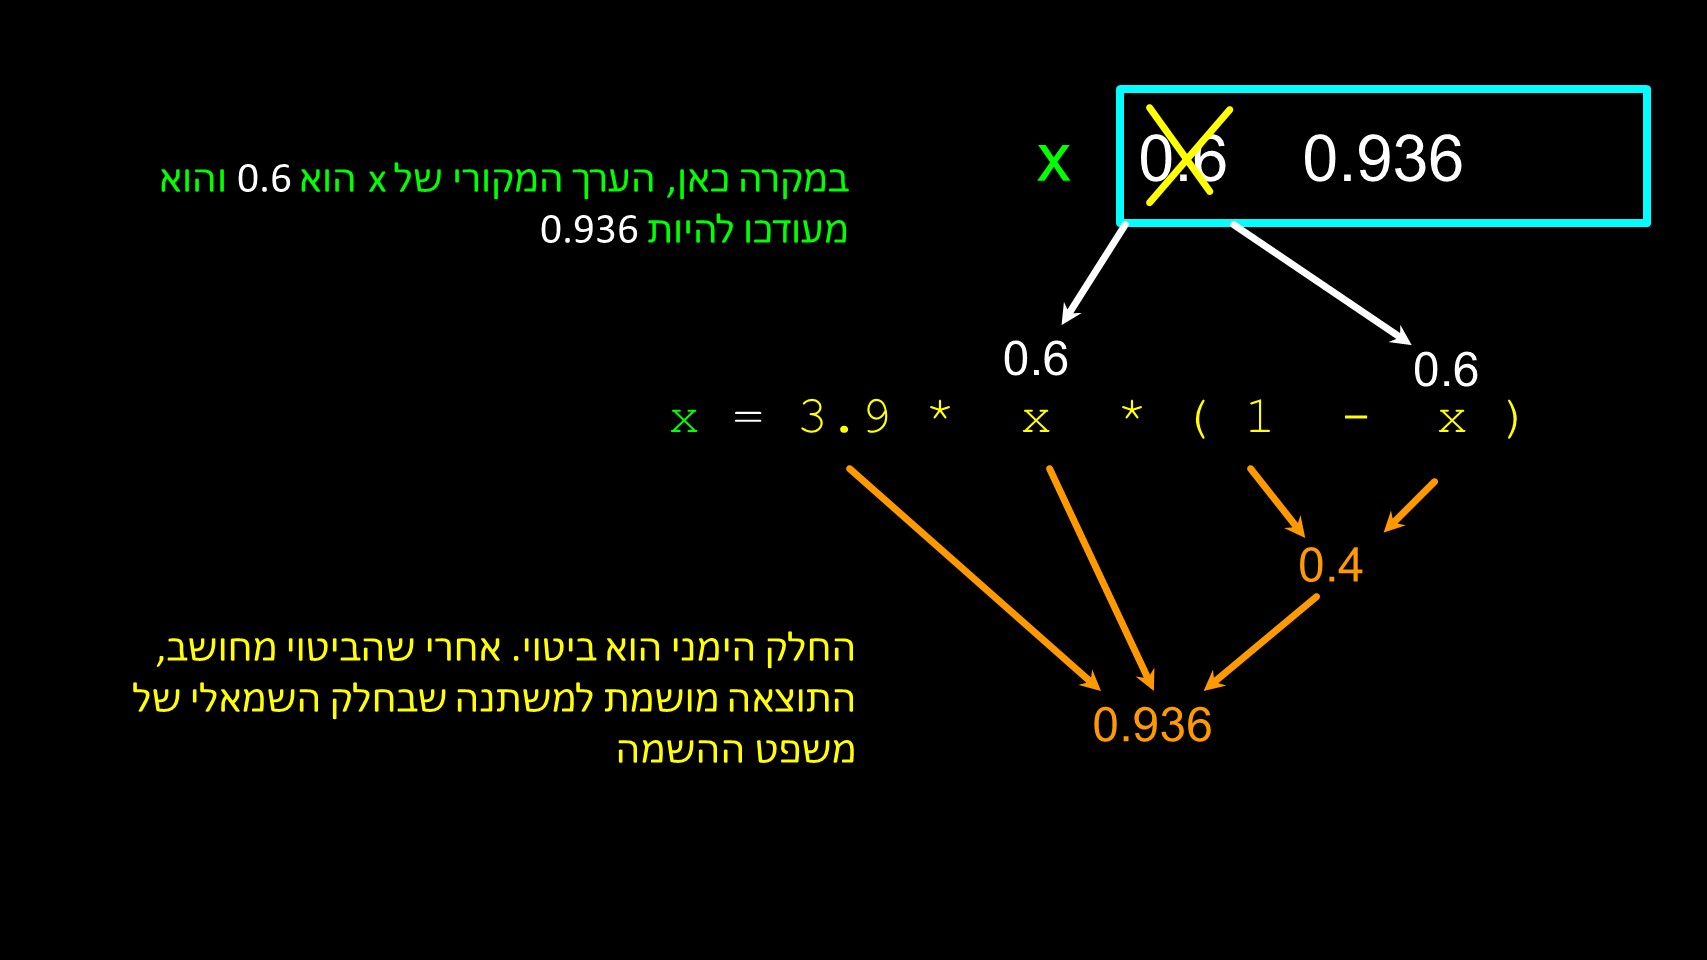 x 0.6 0.936
במקרה כאן, הערך המקורי של x הוא 0.6 והוא
מעודכו להיות 0.936
0.6 0.6
x = 3.9 * x * ( 1 - x )
0.4
החלק הימני הוא ביטוי. אחרי שהביטוי מחושב,
התוצאה מושמת למשתנה שבחלק השמאלי של
משפט ההשמה
0.936